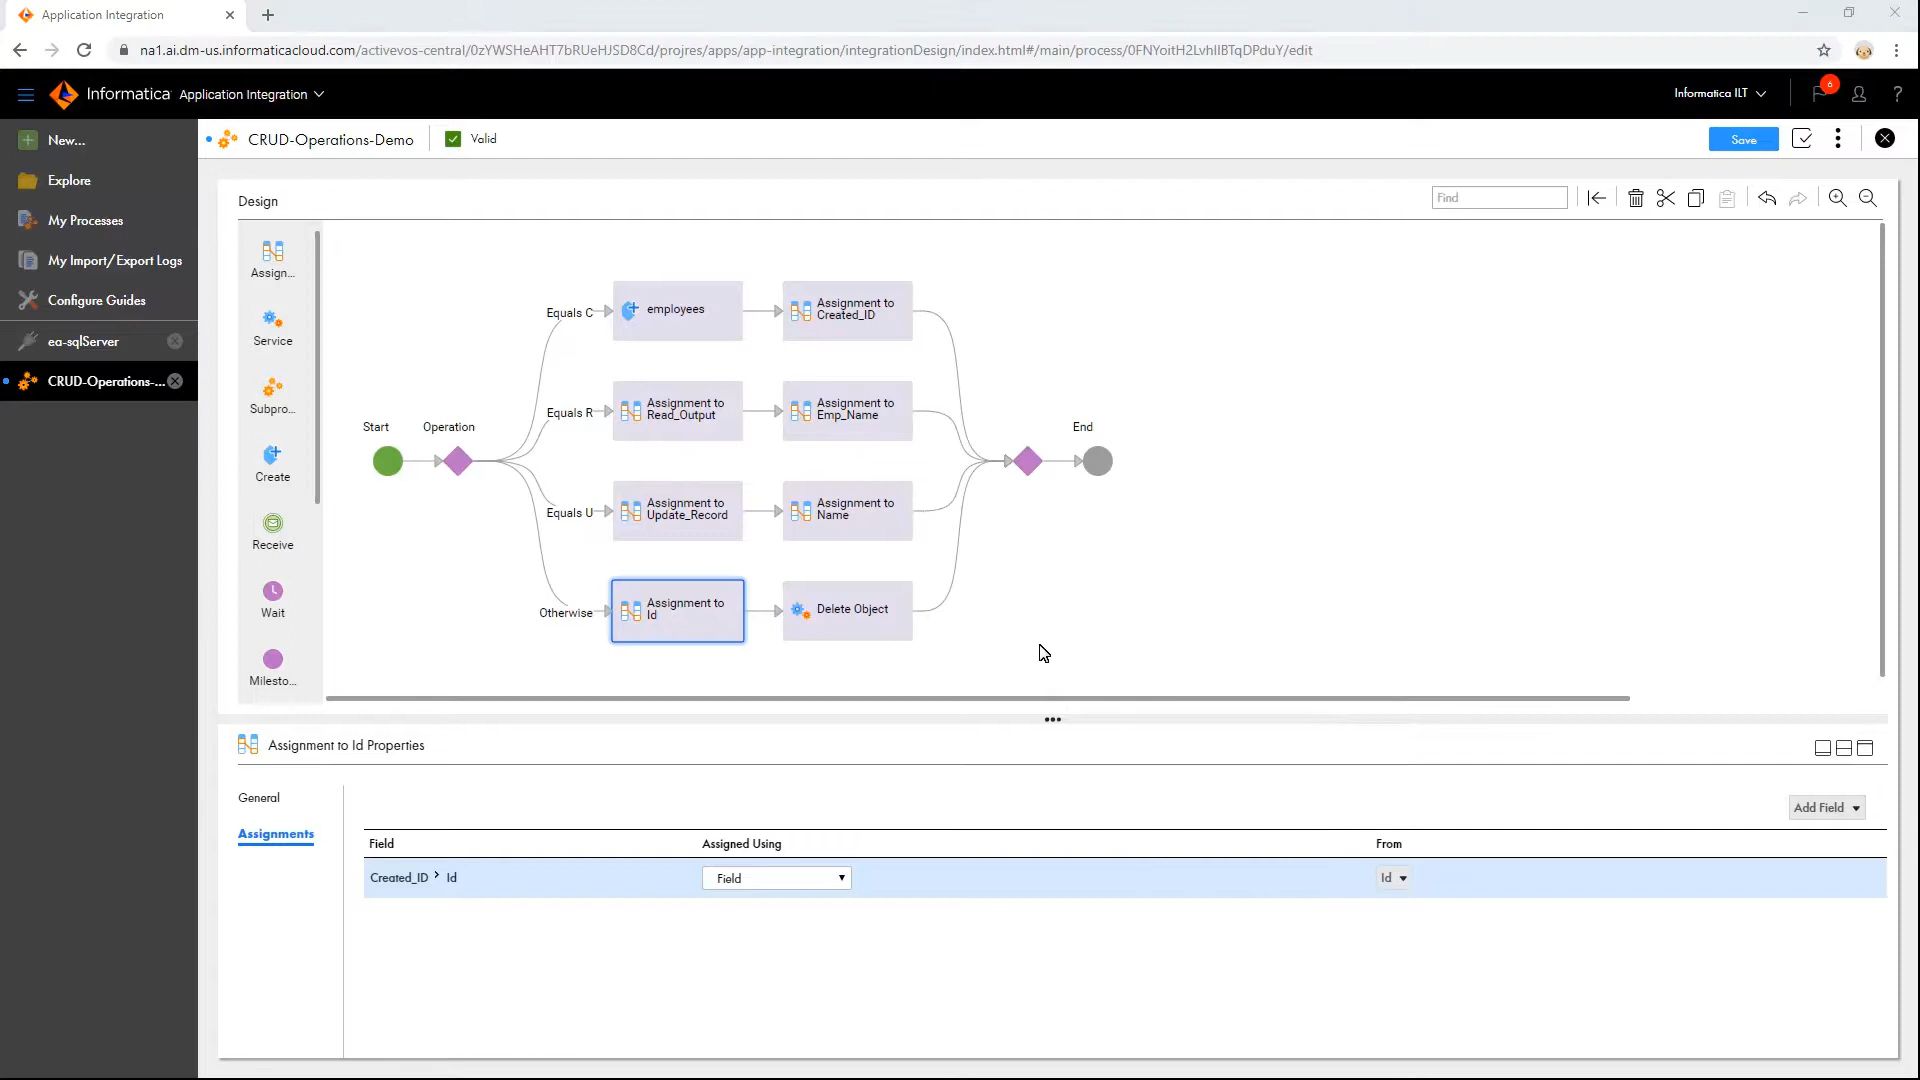 Application Integration
na1.ai.dm-us.informaticacloud.com/activevos-central/0zYWSHeAHT7bRUeHJSD8Cd/projres/apps/app-integration/integrationDesign/index.html#/main/process/0FNYoitH2LvhlIBTqDPduY/edit
Informatica Application Integration
Informatica ILT
6
?
New...
Explore
My Processes
My Import/Export Logs
Configure Guides
ea-sqlServer
CRUD-Operations-...
CRUD-Operations-Demo
Valid
Save
Design
Find
Assign...
Service
Subpro...
Create
Receive
Wait
Milesto...
Start
Operation
Equals C
employees
Assignment to
Created_ID
Equals R
Assignment to
Read_Output
Assignment to
Emp_Name
Equals U
Assignment to
Update_Record
Assignment to
Name
Otherwise
Assignment to
Id
Delete Object
End
Assignment to Id Properties
General
Assignments
Add Field
Field
Assigned Using
From
Created_ID > Id
Field
Id